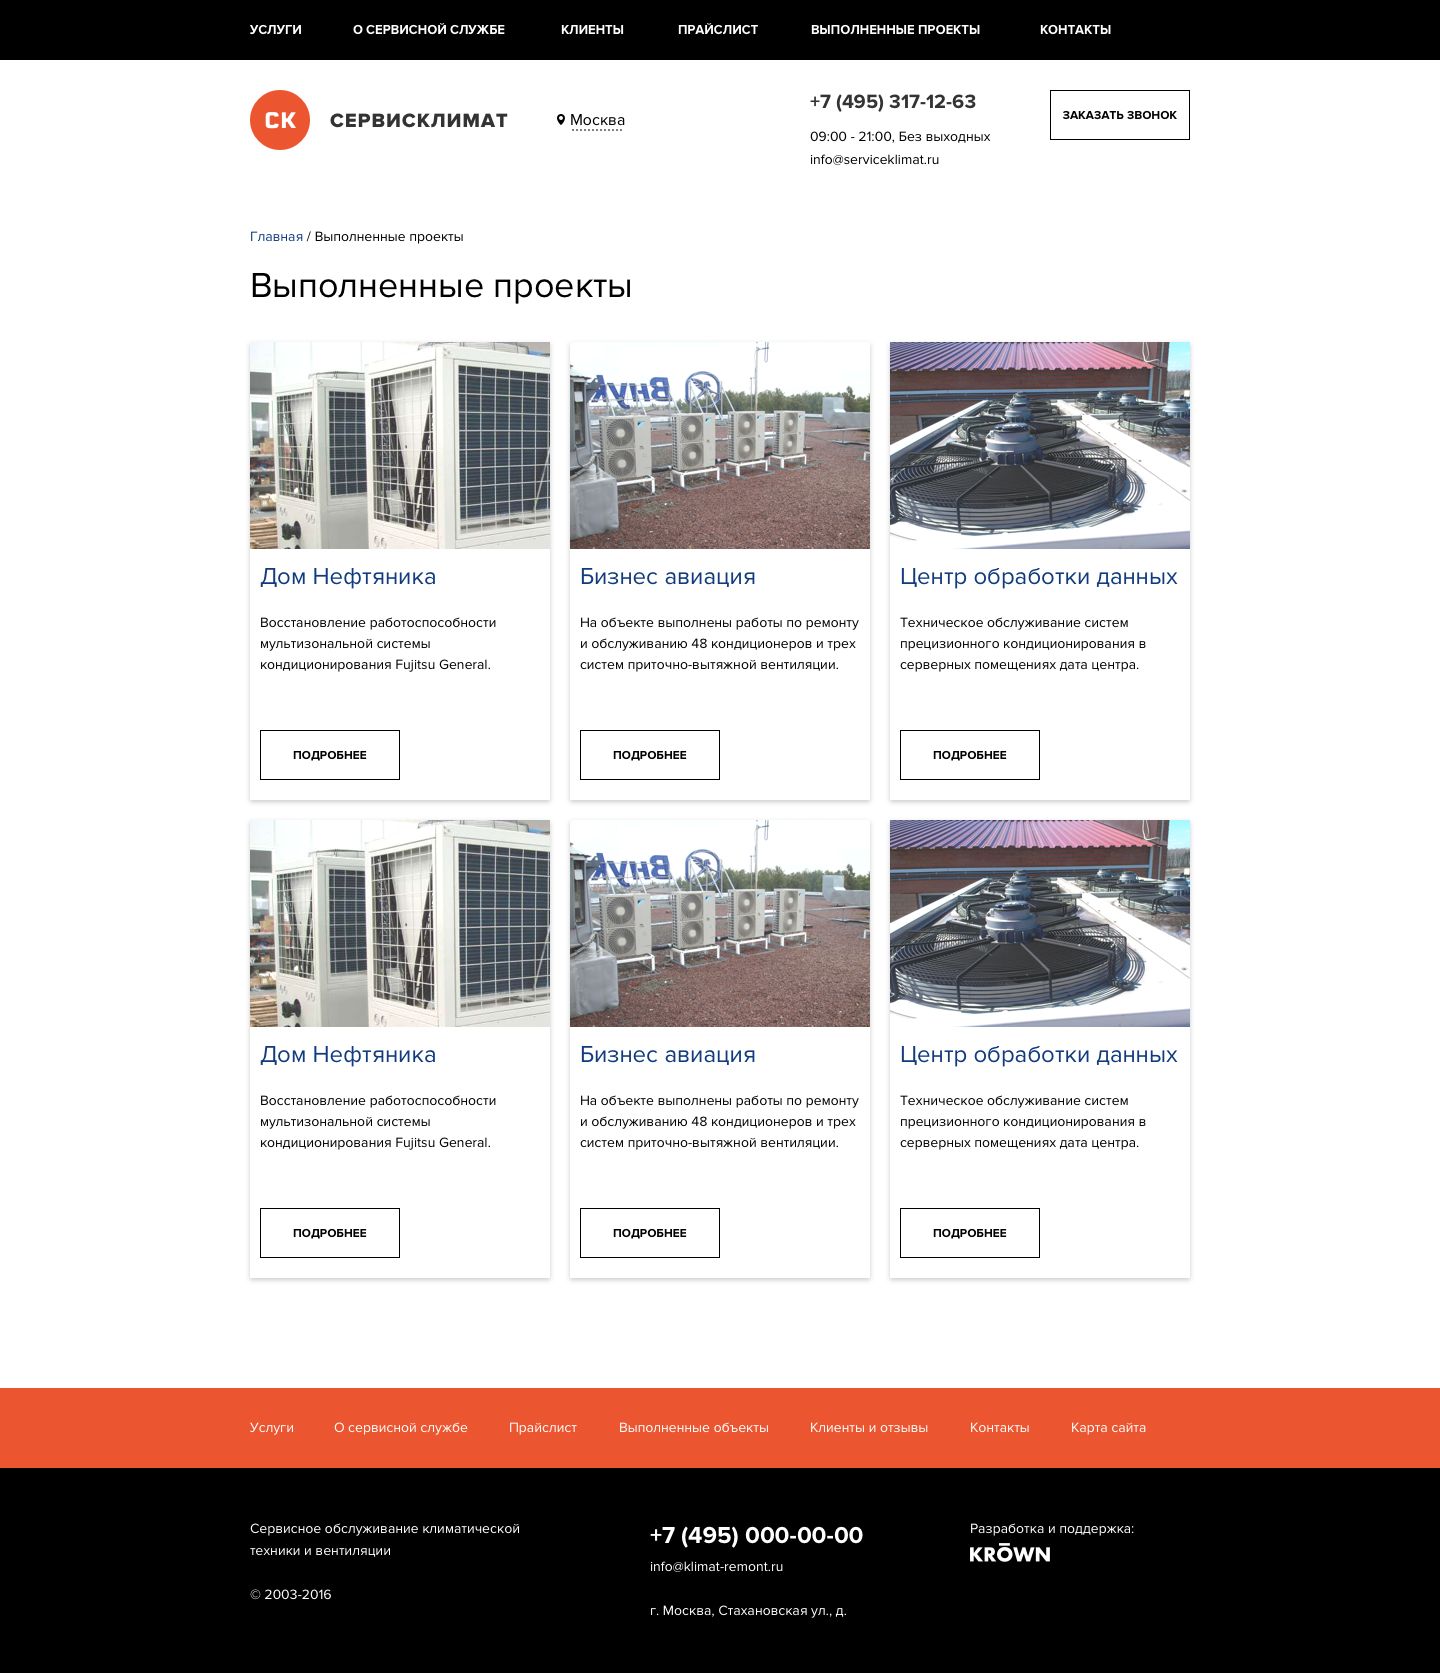 УСЛУГИ О СЕРВИСНОЙ СЛУЖБЕ КЛИЕНТЫ ПРАЙСЛИСТ ВЫПОЛНЕННЫЕ ПРОЕКТЫ КОНТАКТЫ
СК СЕРВИСКЛИМАТ Москва
+7 (495) 317-12-63
09:00 - 21:00, Без выходных
info@serviceklimat.ru
ЗАКАЗАТЬ ЗВОНОК
Главная / Выполненные проекты
Выполненные проекты
Дом Нефтяника
Восстановление работоспособности
мультизональной системы
кондиционирования Fujitsu General.
ПОДРОБНЕЕ
Бизнес авиация
На объекте выполнены работы по ремонту
и обслуживанию 48 кондиционеров и трех
систем приточно-вытяжной вентиляции.
ПОДРОБНЕЕ
Центр обработки данных
Техническое обслуживание систем
прецизионного кондиционирования в
серверных помещениях дата центра.
ПОДРОБНЕЕ
Дом Нефтяника
Восстановление работоспособности
мультизональной системы
кондиционирования Fujitsu General.
ПОДРОБНЕЕ
Бизнес авиация
На объекте выполнены работы по ремонту
и обслуживанию 48 кондиционеров и трех
систем приточно-вытяжной вентиляции.
ПОДРОБНЕЕ
Центр обработки данных
Техническое обслуживание систем
прецизионного кондиционирования в
серверных помещениях дата центра.
ПОДРОБНЕЕ
Услуги О сервисной службе Прайслист Выполненные объекты Клиенты и отзывы Контакты Карта сайта
Сервисное обслуживание климатической
техники и вентиляции
© 2003-2016
+7 (495) 000-00-00
info@klimat-remont.ru
г. Москва, Стахановская ул., д.
Разработка и поддержка:
KRŌWN